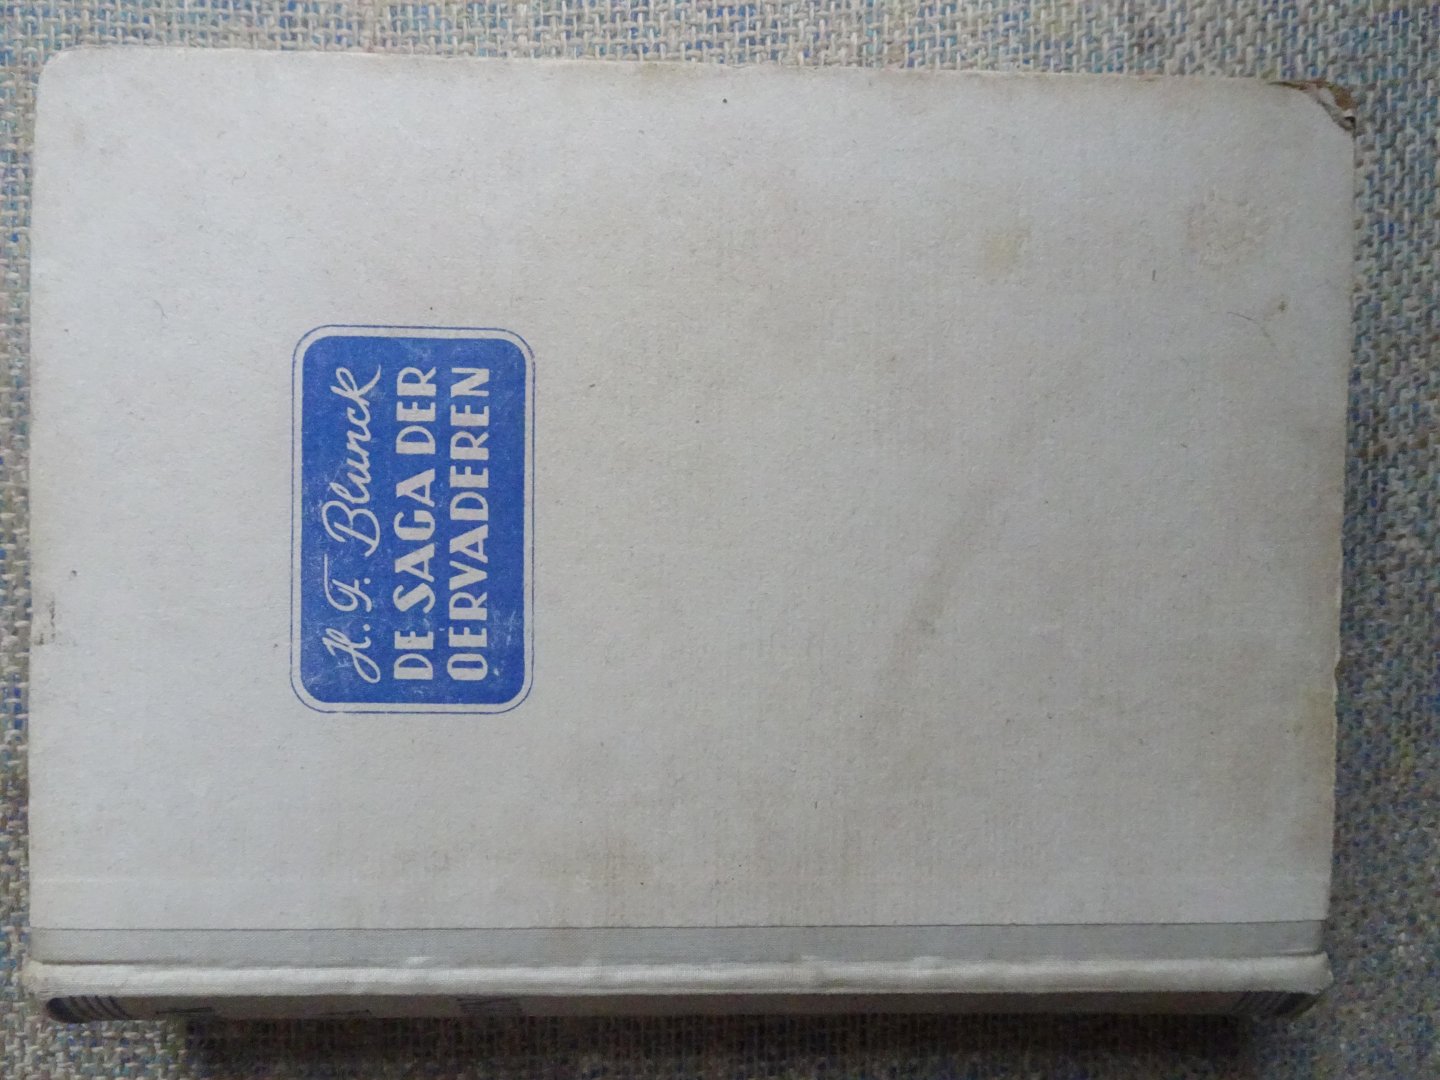 H. F. Blunck
DE SAGA DER
OERVADEREN